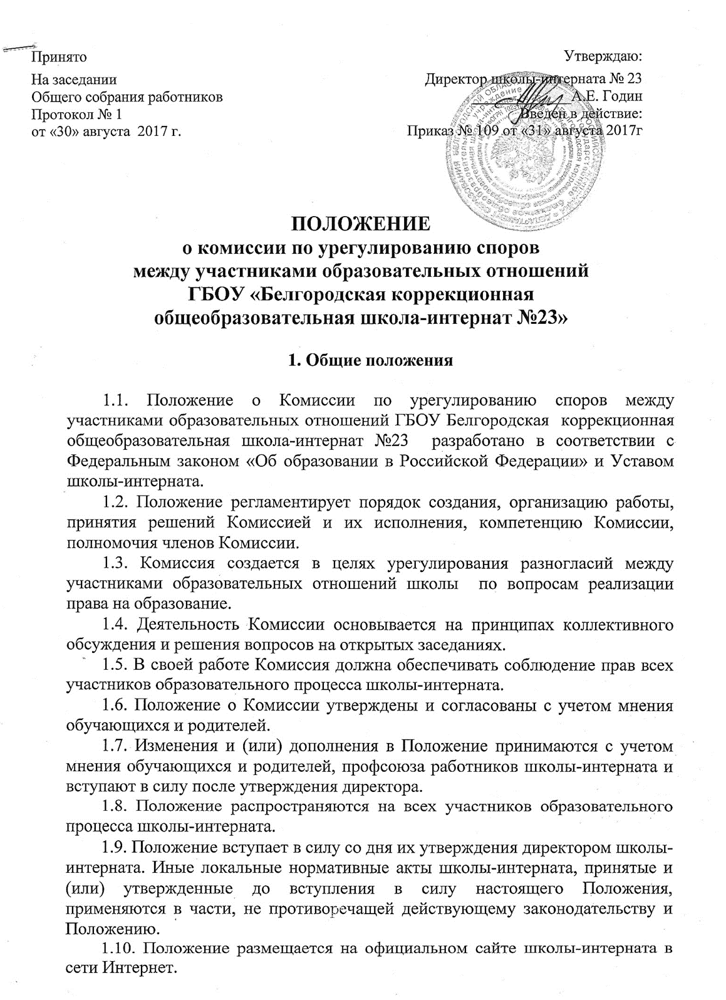 Принято
Утверждаю:
На заседании
Директор школы-интерната № 23
Общего собрания работников
А.Е. Годин
Протокол № 1
Введен в действие:
от «30» августа 2017 г.
Приказ № 109 от «31» августа 2017г
ПОЛОЖЕНИЕ
о комиссии по урегулированию споров
между участниками образовательных отношений
ГБОУ «Белгородская коррекционная
общеобразовательная школа-интернат №23»
1. Общие положения
1.1. Положение о Комиссии по урегулированию споров между
участниками образовательных отношений ГБОУ Белгородская коррекционная
общеобразовательная школа-интернат №23 разработано в соответствии с
Федеральным законом «Об образовании в Российской Федерации» и Уставом
школы-интерната.
1.2. Положение регламентирует порядок создания, организацию работы,
принятия решений Комиссией и их исполнения, компетенцию Комиссии,
полномочия членов Комиссии.
1.3. Комиссия создается в целях урегулирования разногласий между
участниками образовательных отношений школы по вопросам реализации
права на образование.
1.4. Деятельность Комиссии основывается на принципах коллективного
обсуждения и решения вопросов на открытых заседаниях.
1.5. В своей работе Комиссия должна обеспечивать соблюдение прав всех
участников образовательного процесса школы-интерната.
1.6. Положение о Комиссии утверждены и согласованы с учетом мнения
обучающихся и родителей.
1.7. Изменения и (или) дополнения в Положение принимаются с учетом
мнения обучающихся и родителей, профсоюза работников школы-интерната и
вступают в силу после утверждения директора.
1.8. Положение распространяются на всех участников образовательного
процесса школы-интерната.
1.9. Положение вступает в силу со дня их утверждения директором школы-
интерната. Иные локальные нормативные акты школы-интерната, принятые и
(или) утвержденные до вступления в силу настоящего Положения,
применяются в части, не противоречащей действующему законодательству и
Положению.
1.10. Положение размещается на официальном сайте школы-интерната в
сети Интернет.